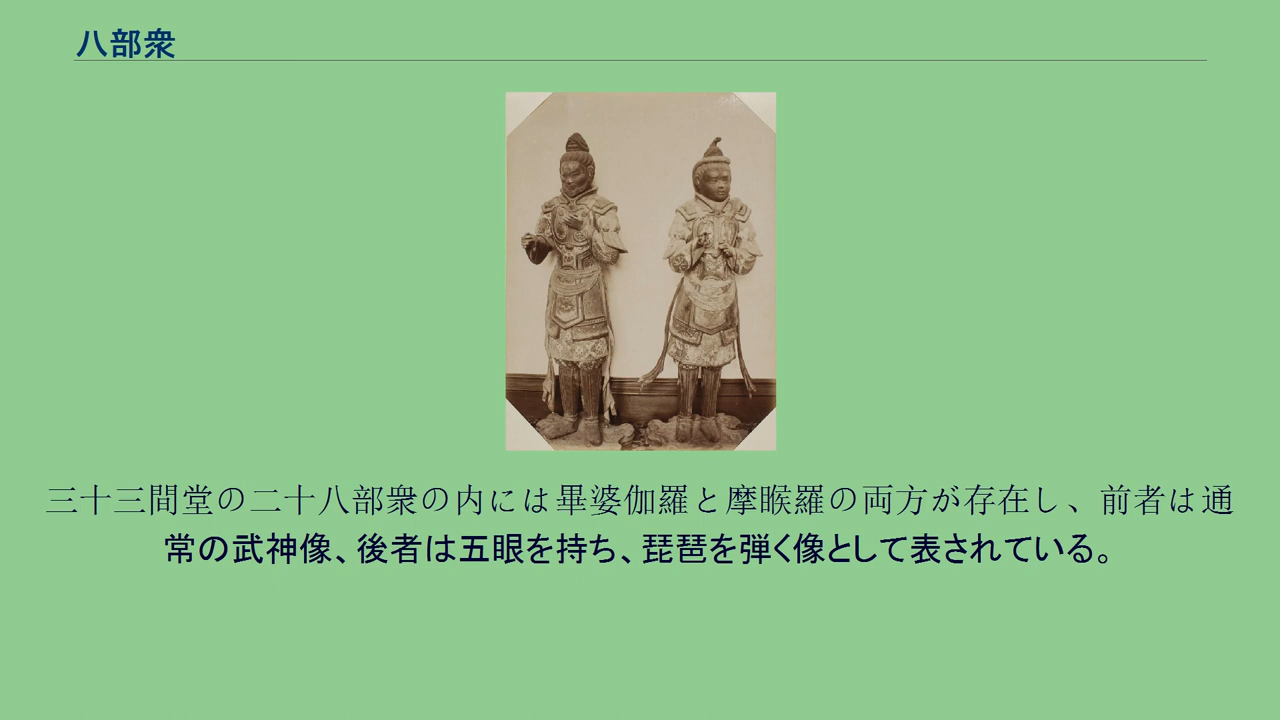 八部衆
三十三間堂の二十八部衆の内には畢婆伽羅と摩睺羅の両方が存在し、前者は通
常の武神像、後者は五眼を持ち、琵琶を弾く像として表されている。